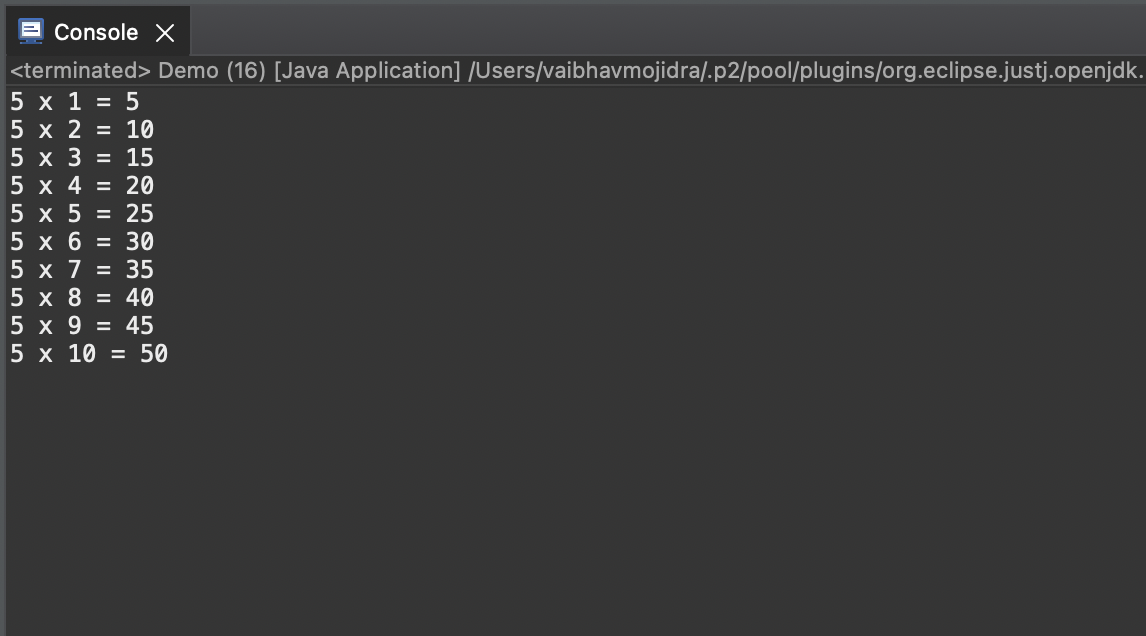 Console
<terminated> Demo (16) [Java Application] /Users/vaibhavmojidra/.p2/pool/plugins/org.eclipse.justj.openjdk.
5 x 1 = 5
5 x 2 = 10
5 x 3 = 15
5 x 4 = 20
5 x 5 = 25
5 x 6 = 30
5 x 7 = 35
5 x 8 = 40
5 x 9 = 45
5 x 10 = 50